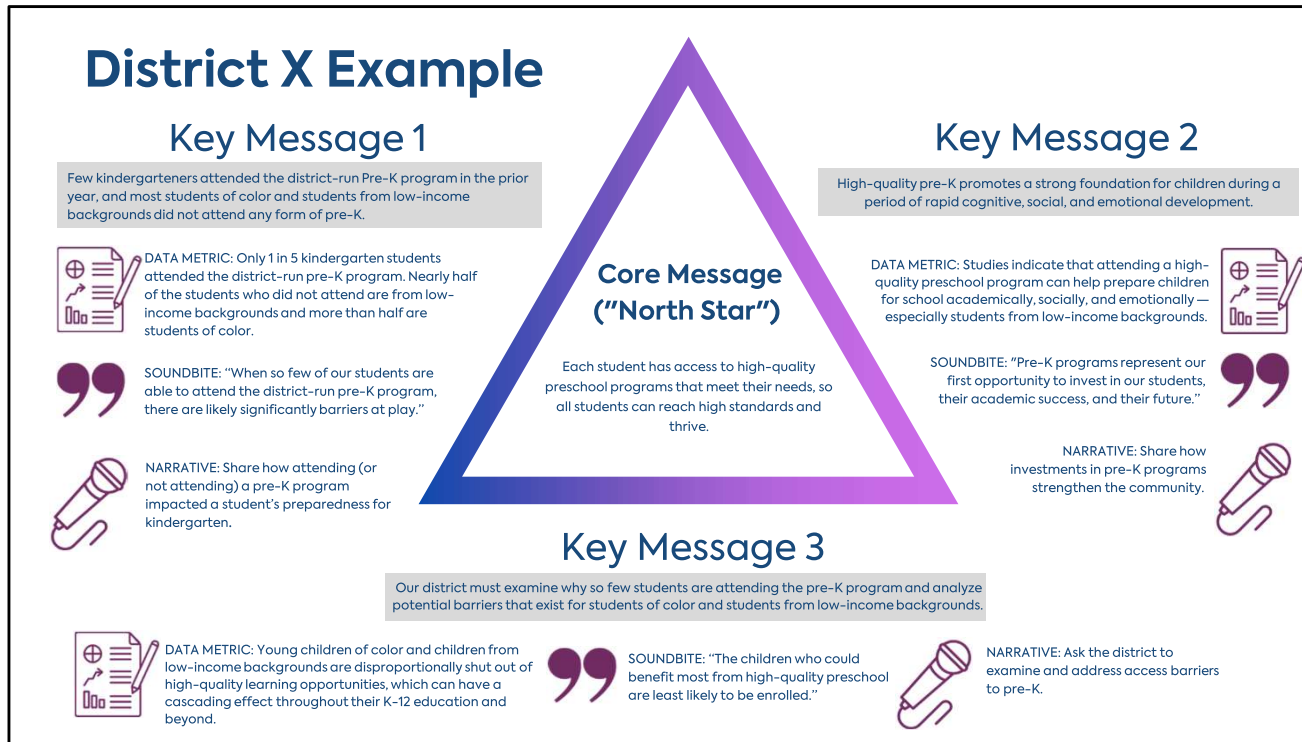 District X Example
Key Message 1
Few kindergarteners attended the district-run Pre-K program in the prior
year, and most students of color and students from low-income
backgrounds did not attend any form of pre-K.
DATA METRIC: Only 1 in 5 kindergarten students
attended the district-run pre-K program. Nearly half
of the students who did not attend are from low-
income backgrounds and more than half are
students of color.
SOUNDBITE: “When so few of our students are
able to attend the district-run pre-K program,
there are likely significantly barriers at play.”
NARRATIVE: Share how attending (or
not attending) a pre-K program
impacted a student’s preparedness for
kindergarten.
Core Message
("North Star")
Each student has access to high-quality
preschool programs that meet their needs, so
all students can reach high standards and
thrive.
Key Message 2
High-quality pre-K promotes a strong foundation for children during a
period of rapid cognitive, social, and emotional development.
DATA METRIC: Studies indicate that attending a high-
quality preschool program can help prepare children
for school academically, socially, and emotionally —
especially students from low-income backgrounds.
SOUNDBITE: "Pre-K programs represent our
first opportunity to invest in our students,
their academic success, and their future.”
NARRATIVE: Share how
investments in pre-K programs
strengthen the community.
Key Message 3
Our district must examine why so few students are attending the pre-K program and analyze
potential barriers that exist for students of color and students from low-income backgrounds.
DATA METRIC: Young children of color and children from
low-income backgrounds are disproportionally shut out of
high-quality learning opportunities, which can have a
cascading effect throughout their K-12 education and
beyond.
SOUNDBITE: “The children who could
benefit most from high-quality preschool
are least likely to be enrolled.”
NARRATIVE: Ask the district to
examine and address access barriers
to pre-K.